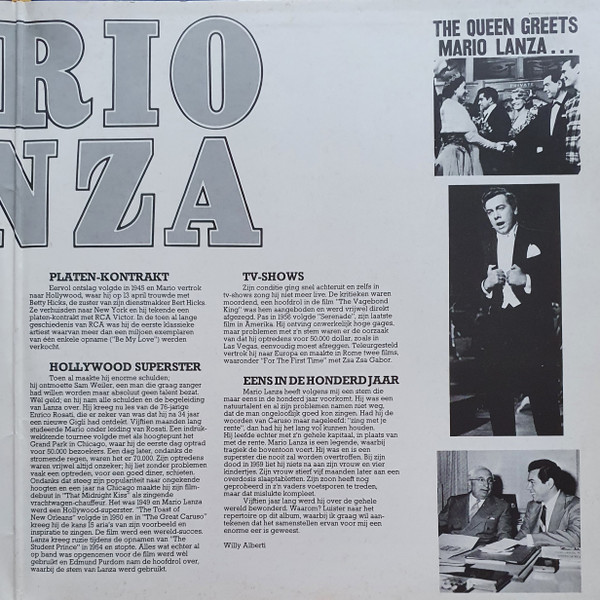 RIO
NZA
THE QUEEN GREETS
MARIO LANZA...
PRIVATE
PLATEN-KONTRAKT
Eervol ontslag volgde in 1945 en Mario vertrok
naar Hollywood, waar hij op 13 april trouwde met
Betty Hicks, de zuster van zijn dienstmakker Bert Hicks.
Ze verhuisden naar New York en hij tekende een
platen-kontrakt met RCA Victor. In de toen al lange
geschiedenis van RCA was hij de eerste klassieke
artiest waarvan meer dan een miljoen exemplaren
van één enkele opname ("Be My Love") werden
verkocht.
HOLLYWOOD SUPERSTER
Toen al maakte hij enorme schulden;
hij ontmoette Sam Weiler, een man die graag zanger
had willen worden maar absoluut geen talent bezat.
Wèl geld; en hij nam alle schulden en de begeleiding
van Lanza over. Hij kreeg nu les van de 76-jarige
Enrico Rosati, die er zeker van was dat hij na 34 jaar
een nieuwe Gigli had ontdekt. Vijftien maanden lang
studeerde Mario onder leiding van Rosati. Een indruk-
wekkende tournee volgde met als hoogtepunt het
Grand Park in Chicago, waar hij de eerste dag optrad
voor 50.000 bezoekers. Een dag later, ondanks de
stromende regen, waren het er 70.000. Zijn optredens
waren vrijwel altijd onzeker; hij liet zonder problemen
vaak een optreden, voor een goed diner, schieten.
Ondanks dat steeg zijn populariteit naar ongekende
hoogten en een jaar na Chicago maakte hij zijn film-
debuut in "That Midnight Kiss" als zingende
vrachtwagen-chauffeur. Het was 1949 en Mario Lanza
werd een Hollywood-superster. "The Toast of
New Orleans" volgde in 1950 en in "The Great Caruso"
kreeg hij de kans 15 aria's van zijn voorbeeld en
inspiratie te zingen. De film werd een wereld-succes.
Lanza kreeg ruzie tijdens de opnamen van "The
Student Prince" in 1954 en stopte. Alles wat echter al
op band was opgenomen voor de film werd wèl
gebruikt en Edmund Purdom nam de hoofdrol over,
waarbij de stem van Lanza werd gebruikt.
TV-SHOWS
Zijn conditie ging snel achteruit en zelfs in
tv-shows zong hij niet meer live. De kritieken waren
moordend, een hoofdrol in de film "The Vagebond
King" was hem aangeboden en werd vrijwel direkt
afgezegd. Pas in 1956 volgde "Serenade", zijn laatste
film in Amerika. Hij ontving onwerkelijk hoge gages,
maar problemen met z'n stem waren er de oorzaak
van dat hij optredens voor 50.000 dollar, zoals in
Las Vegas, eenvoudig moest afzeggen. Teleurgesteld
vertrok hij naar Europa en maakte in Rome twee films,
waaronder "For The First Time" met Zsa Zsa Gabor.
EENS IN DE HONDERD JAAR
Mario Lanza heeft volgens mij een stem die
maar eens in de honderd jaar voorkomt. Hij was een
natuurtalent en al zijn problemen namen niet weg,
dat de man ongelooflijk goed kon zingen. Had hij de
woorden van Caruso maar nageleefd: "zing met je
rente", dan had hij het lang vol kunnen houden.
Hij leefde echter met z'n gehele kapitaal, in plaats van
met de rente. Mario Lanza is een legende, waarbij
tragiek de boventoon voert. Hij was en is een
superster die nooit zal worden overtroffen. Bij zijn
dood in 1959 liet hij niets na aan zijn vrouw en vier
kindertjes. Zijn vrouw stierf vijf maanden later aan een
overdosis slaaptabletten. Zijn zoon heeft nog
geprobeerd in z'n vaders voetsporen te treden,
maar dat mislukte kompleet.
Vijftien jaar lang werd hij over de gehele
wereld bewonderd. Waarom? Luister naar het
repertoire op dit album, waarbij ik graag wil aan-
tekenen dat het samenstellen ervan voor mij een
enorme eer is geweest.
Willy Alberti